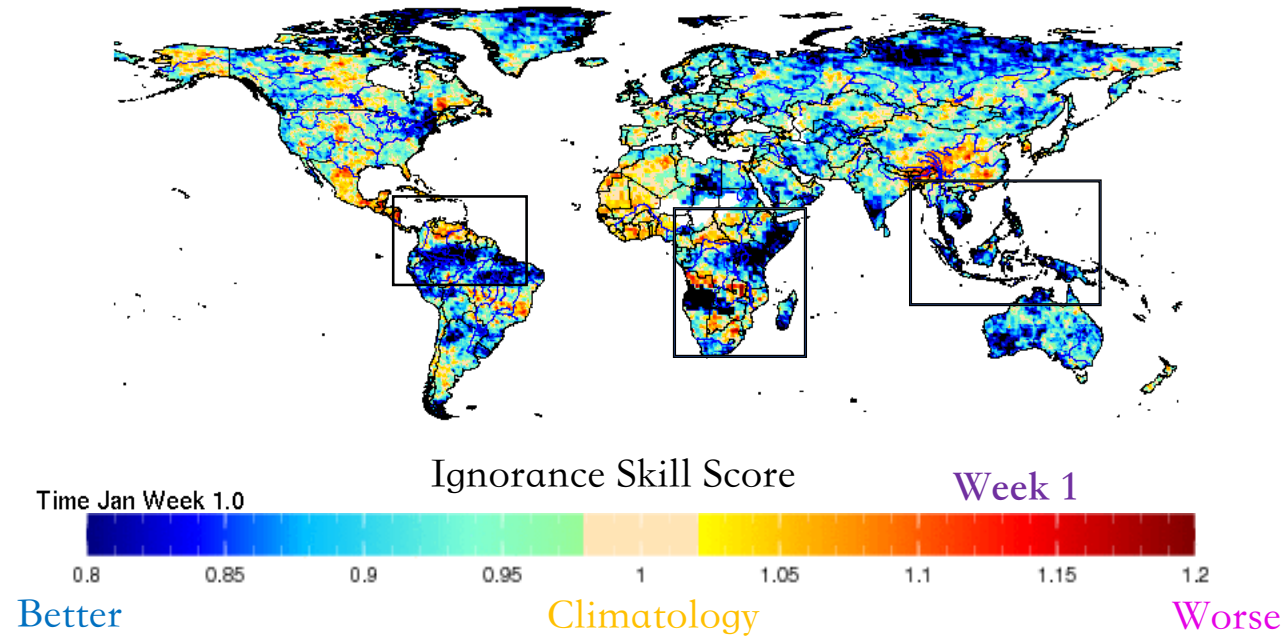 Ignorance Skill Score
Week 1
Time Jan Week 1.0
0.8 0.85 0.9 0.95 1 1.05 1.1 1.15 1.2
Better Climatology Worse